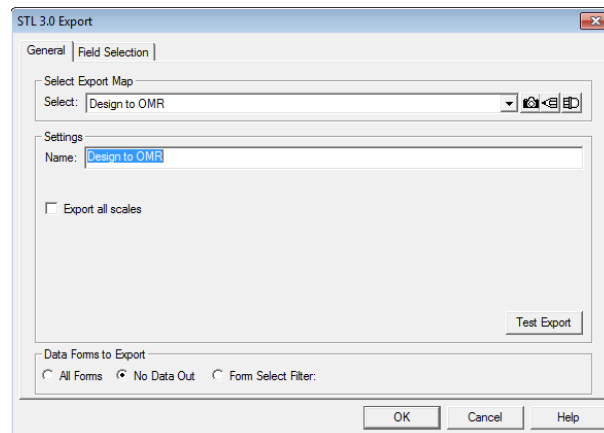 STL 3.0 Export
General Field Selection
Select Export Map
Select: Design to OMR
Settings
Name: Design to OMR
Export all scales
Test Export
Data Forms to Export
All Forms No Data Out Form Select Filter:
OK Cancel Help